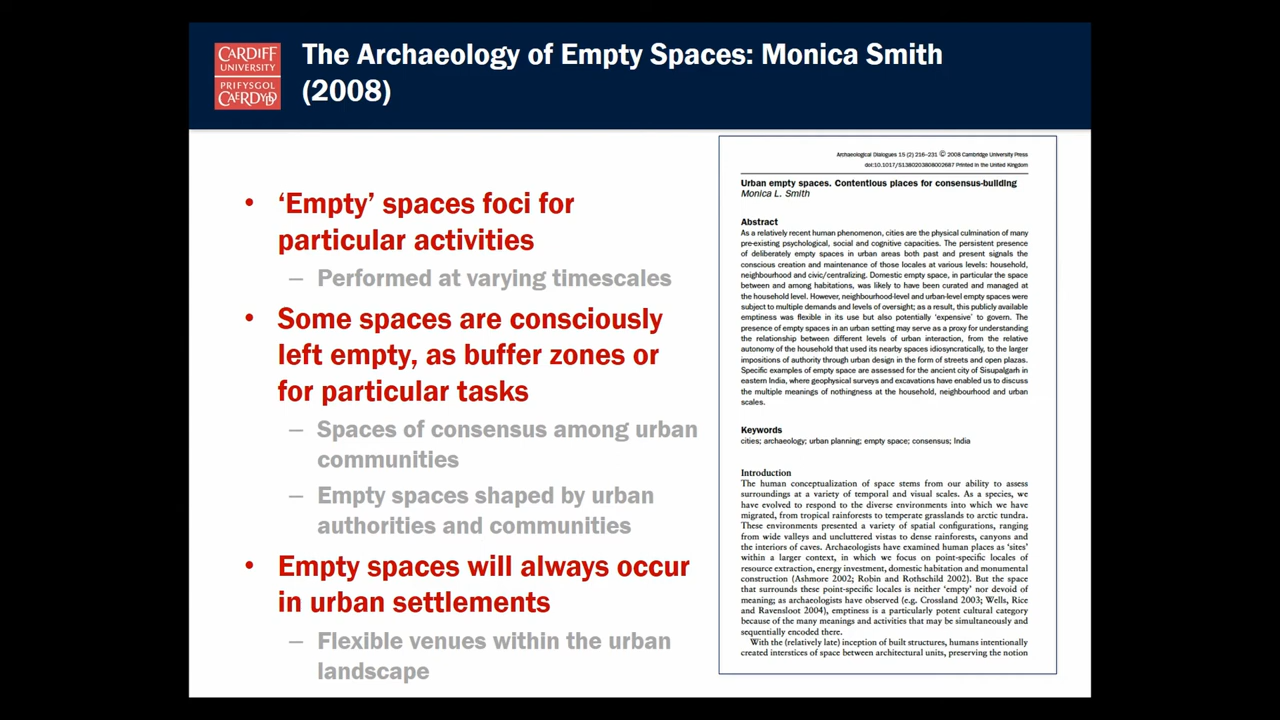 CARDIFF
UNIVERSITY
PRIFYSGOL
CAERDYDD
The Archaeology of Empty Spaces: Monica Smith
(2008)
• ‘Empty’ spaces foci for
particular activities
– Performed at varying timescales
• Some spaces are consciously
left empty, as buffer zones or
for particular tasks
– Spaces of consensus among urban
communities
– Empty spaces shaped by urban
authorities and communities
• Empty spaces will always occur
in urban settlements
– Flexible venues within the urban
landscape
Archaeological Dialogues 15 (2) 216–231 © 2008 Cambridge University Press
doi:10.1017/S1380203808002687 Printed in the United Kingdom
Urban empty spaces. Contentious places for consensus-building
Monica L. Smith
Abstract
As a relatively recent human phenomenon, cities are the physical culmination of many
pre-existing psychological, social and cognitive capacities. The persistent presence
of deliberately empty spaces in urban areas both past and present signals the
conscious creation and maintenance of those locales at various levels: household,
neighbourhood and civic/centralizing. Domestic empty space, in particular the space
between and among habitations, was likely to have been curated and managed at
the household level. However, neighbourhood-level and urban-level empty spaces were
subject to multiple demands and levels of oversight; as a result, this publicly available
emptiness was flexible in its use but also potentially ‘expensive’ to govern. The
presence of empty spaces in an urban setting may serve as a proxy for understanding
the relationship between different levels of urban interaction, from the relative
autonomy of the household that used its nearby spaces idiosyncratically, to the larger
impositions of authority through urban design in the form of streets and open plazas.
Specific examples of empty space are assessed for the ancient city of Sisupalgarh in
eastern India, where geophysical surveys and excavations have enabled us to discuss
the multiple meanings of nothingness at the household, neighbourhood and urban
scales.
Keywords
cities; archaeology; urban planning; empty space; consensus; India
Introduction
The human conceptualization of space stems from our ability to assess
surroundings at a variety of temporal and visual scales. As a species, we
have evolved to respond to the diverse environments into which we have
migrated, from tropical rainforests to temperate grasslands to arctic tundra.
These environments presented a variety of spatial configurations, ranging
from wide valleys and uncluttered vistas to dense rainforests, canyons and
the interiors of caves. Archaeologists have examined human places as ‘sites’
within a larger context, in which we focus on point-specific locales of
resource extraction, energy investment, domestic habitation and monumental
construction (Ashmore 2002; Robin and Rothschild 2002). But the space
that surrounds these point-specific locales is neither ‘empty’ nor devoid of
meaning; as archaeologists have observed (e.g. Crossland 2003; Wells, Rice
and Ravensloot 2004), emptiness is a particularly potent cultural category
because of the many meanings and activities that may be simultaneously and
sequentially encoded there.
With the (relatively late) inception of built structures, humans intentionally
created interstices of space between architectural units, preserving the notion